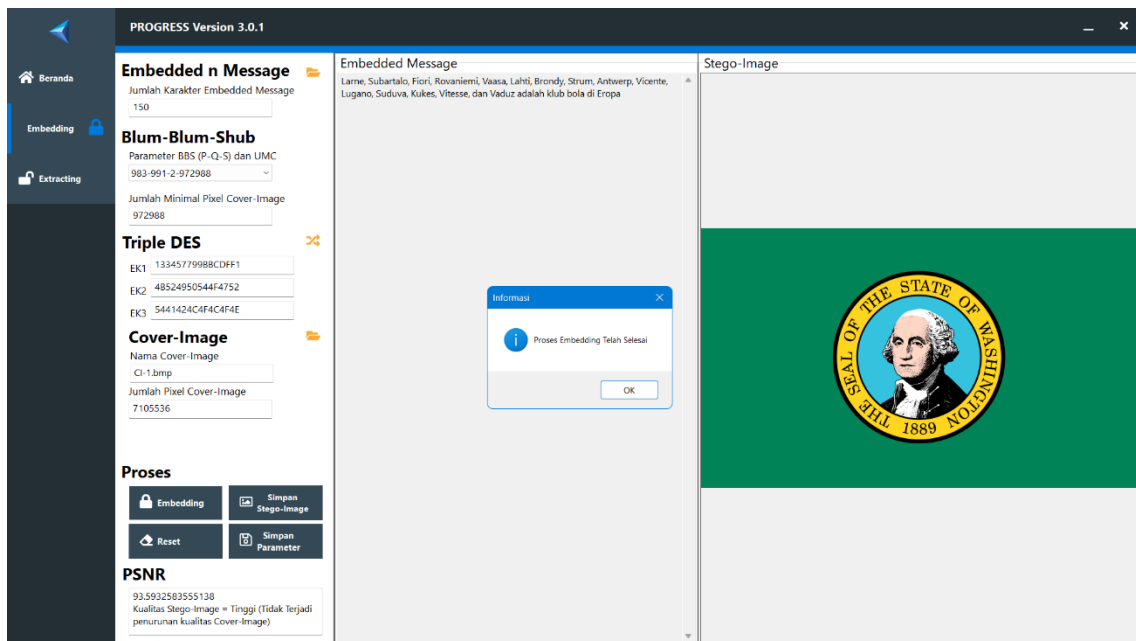 PROGRESS Version 3.0.1
Beranda
Embedding
Extracting
Embedded n Message
Jumlah Karakter Embedded Message
150
Blum-Blum-Shub
Parameter BBS (P-Q-S) dan UMC
983-991-2-972988
Jumlah Minimal Pixel Cover-Image
972988
Triple DES
EK1 133457799BBCDFF1
EK2 48524950544F4752
EK3 5441424C4F4C4F4E
Cover-Image
Nama Cover-Image
CI-1.bmp
Jumlah Pixel Cover-Image
7105536
Proses
Embedding
Simpan
Stego-Image
Reset
Simpan
Parameter
PSNR
93.5932583555138
Kualitas Stego-Image = Tinggi (Tidak Terjadi
penurunan kualitas Cover-Image)
Embedded Message
Larne, Subartalo, Fiori, Rovaniemi, Vaasa, Lahti, Brondy, Strum, Antwerp, Vicente,
Lugano, Suduva, Kukes, Vitesse, dan Vaduz adalah klub bola di Eropa
Informasi
Proses Embedding Telah Selesai
OK
Stego-Image
THE SEAL OF THE STATE OF WASHINGTON
1889